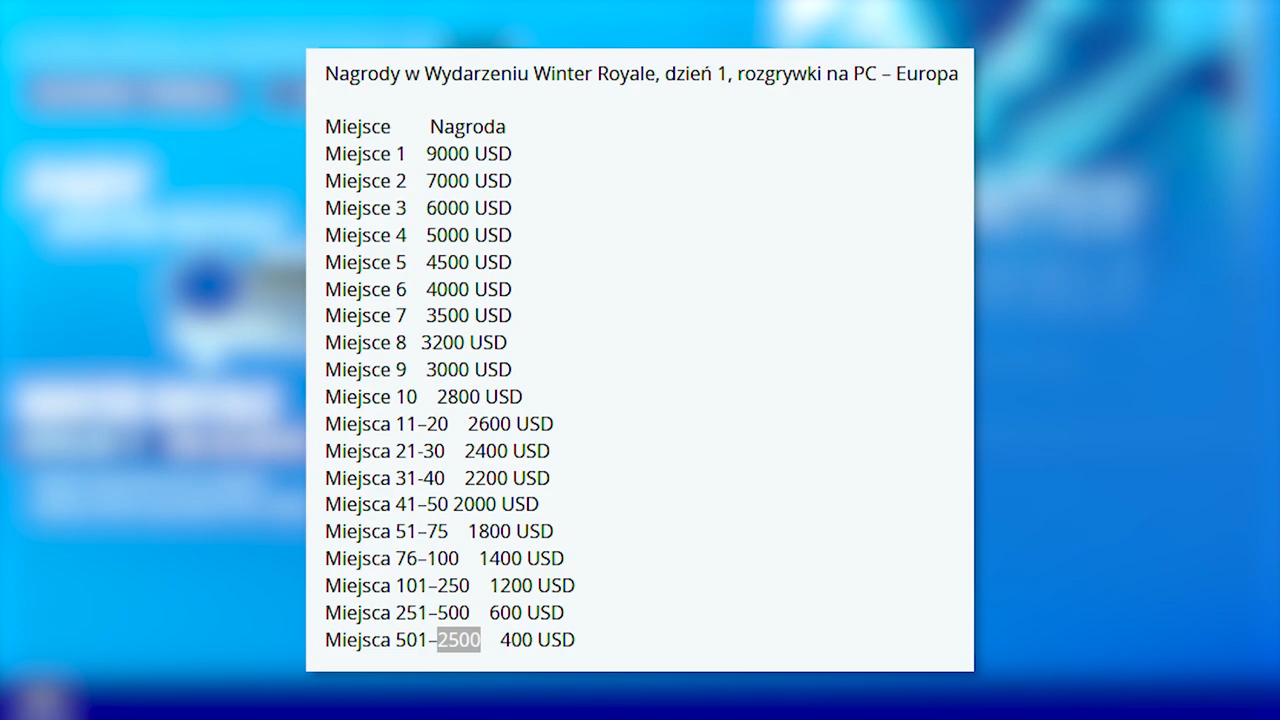 Nagrody w Wydarzeniu Winter Royale, dzień 1, rozgrywki na PC – Europa
Miejsce Nagroda
Miejsce 1 9000 USD
Miejsce 2 7000 USD
Miejsce 3 6000 USD
Miejsce 4 5000 USD
Miejsce 5 4500 USD
Miejsce 6 4000 USD
Miejsce 7 3500 USD
Miejsce 8 3200 USD
Miejsce 9 3000 USD
Miejsce 10 2800 USD
Miejsca 11–20 2600 USD
Miejsca 21-30 2400 USD
Miejsca 31-40 2200 USD
Miejsca 41–50 2000 USD
Miejsca 51–75 1800 USD
Miejsca 76–100 1400 USD
Miejsca 101–250 1200 USD
Miejsca 251–500 600 USD
Miejsca 501–2500 400 USD